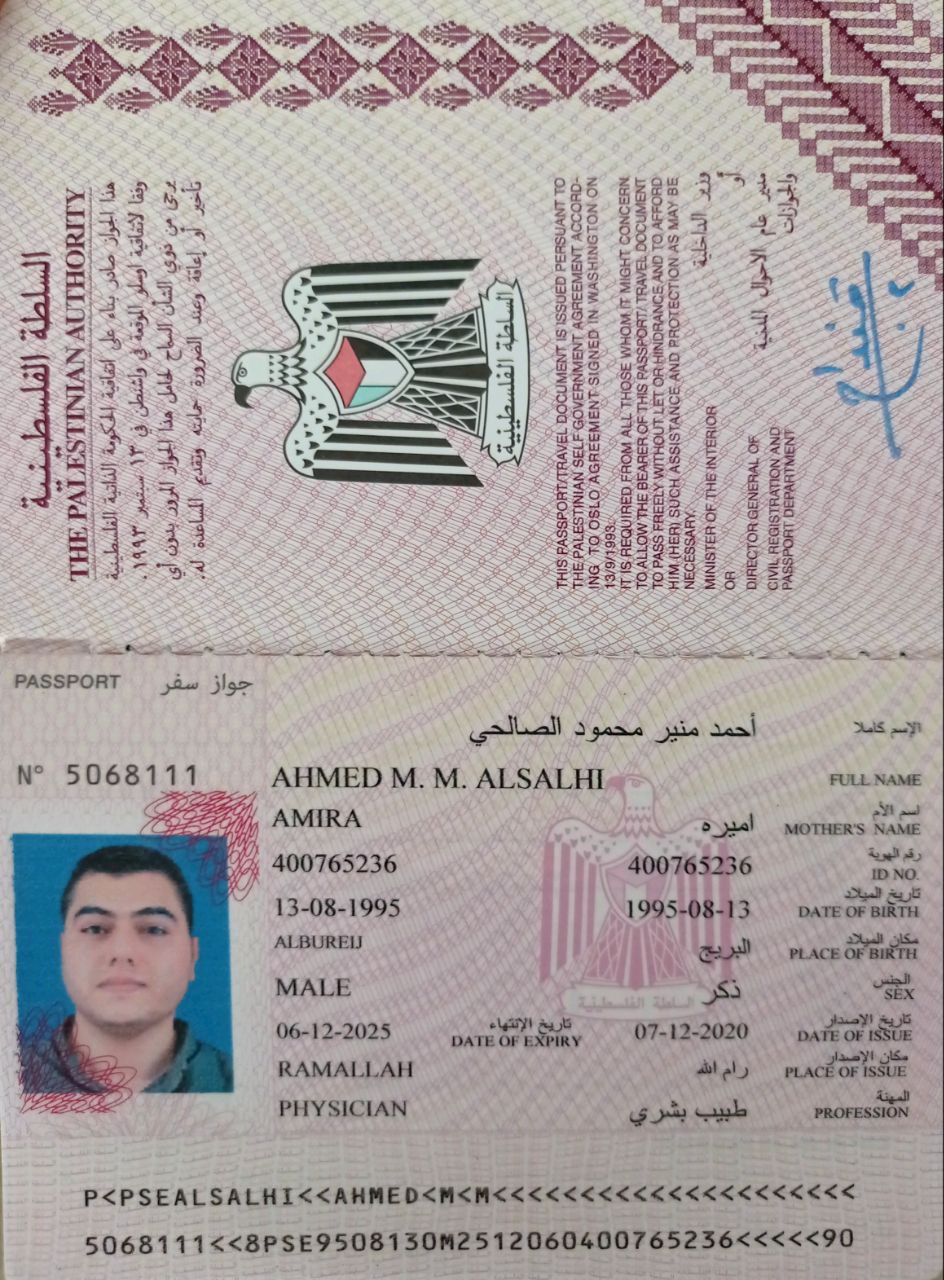 السلطة الفلسطينية
THE PALESTINIAN AUTHORITY
هذا الجواز صادر بناء على اتفاقية الحكومة الذاتية الفلسطينية
وفقا لاتفاقية اوسلو الموقعة في واشنطن في ١٣ سبتمبر ١٩٩٣ .
يرجى من ذوي الشأن السماح حامل هذا الجواز المرور بدون أي
تأخير أو إعاقة وعند الضرورة حمايته وتقديم المساعدة له.
السلطة الفلسطينية
THIS PASSPORT/TRAVEL DOCUMENT IS ISSUED PERSUANT TO
THE PALESTINIAN SELF GOVERNMENT AGREEMENT ACCORD-
ING TO OSLO AGREEMENT SIGNED IN WASHINGTON ON
13/9/1993.
IT IS REQUIRED FROM ALL THOSE WHOM IT MIGHT CONCERN
TO ALLOW THE BEARER OF THIS PASSPORT/ TRAVEL DOCUMENT
TO PASS FREELY WITHOUT LET OR HINDRANCE AND TO AFFORD
HIM (HER) SUCH ASSISTANCE AND PROTECTION AS MAY BE
NECESSARY.
MINISTER OF THE INTERIOR وزير الداخلية
OR أو
DIRECTOR GENERAL OF مدير عام الاحوال المدنية
CIVIL REGISTRATION AND والجوازات
PASSPORT DEPARTMENT
PASSPORT جواز سفر
أحمد منير محمود الصالحي الإسم كاملا
N° 5068111
AHMED M. M. ALSALHI FULL NAME
AMIRA اميره اسم الأم
MOTHER'S NAME
400765236 400765236 رقم الهوية
ID NO.
13-08-1995 1995-08-13 تاريخ الميلاد
DATE OF BIRTH
ALBUREIJ البريج مكان الميلاد
PLACE OF BIRTH
MALE ذكر الجنس
SEX
السلطة الفلسطينية
06-12-2025 تاريخ الإنتهاء 07-12-2020 تاريخ الإصدار
DATE OF EXPIRY DATE OF ISSUE
RAMALLAH رام الله مكان الإصدار
PLACE OF ISSUE
PHYSICIAN طبيب بشري المهنة
PROFESSION
P<PSEALSALHI<<AHMED<M<M<<<<<<<<<<<<<<<<<<<<<
5068111<<8PSE9508130M2512060400765236<<<<<90